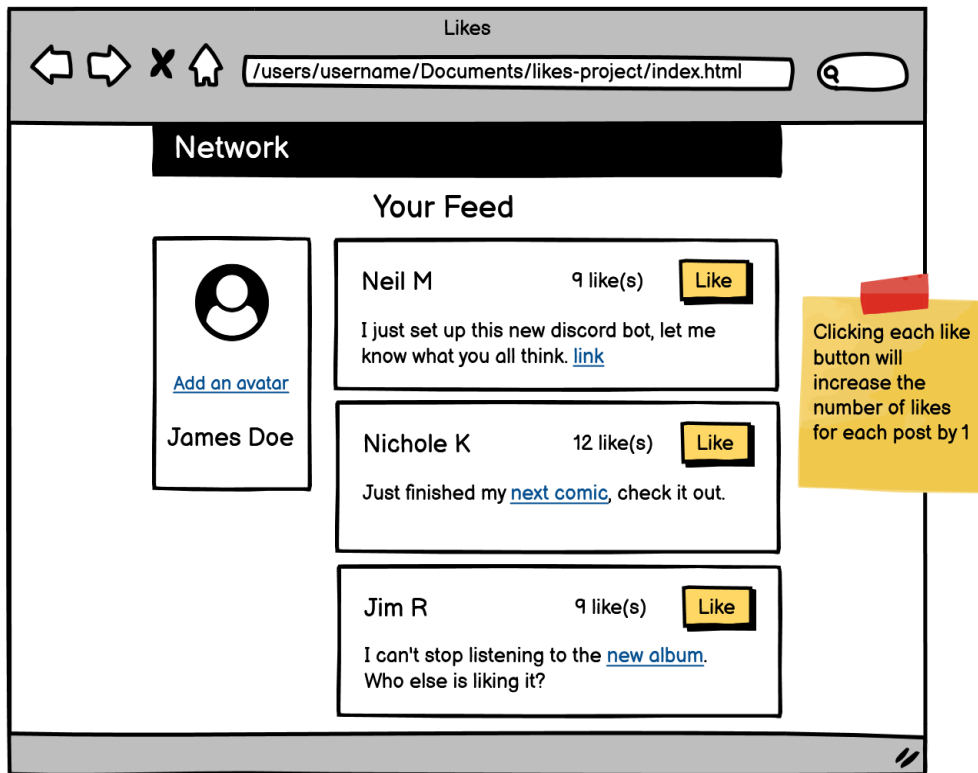 Likes
/users/username/Documents/likes-project/index.html
Network
Your Feed
Add an avatar
James Doe
Neil M 9 like(s) Like
I just set up this new discord bot, let me
know what you all think. link
Nichole K 12 like(s) Like
Just finished my next comic, check it out.
Jim R 9 like(s) Like
I can't stop listening to the new album.
Who else is liking it?
Clicking each like
button will
increase the
number of likes
for each post by 1